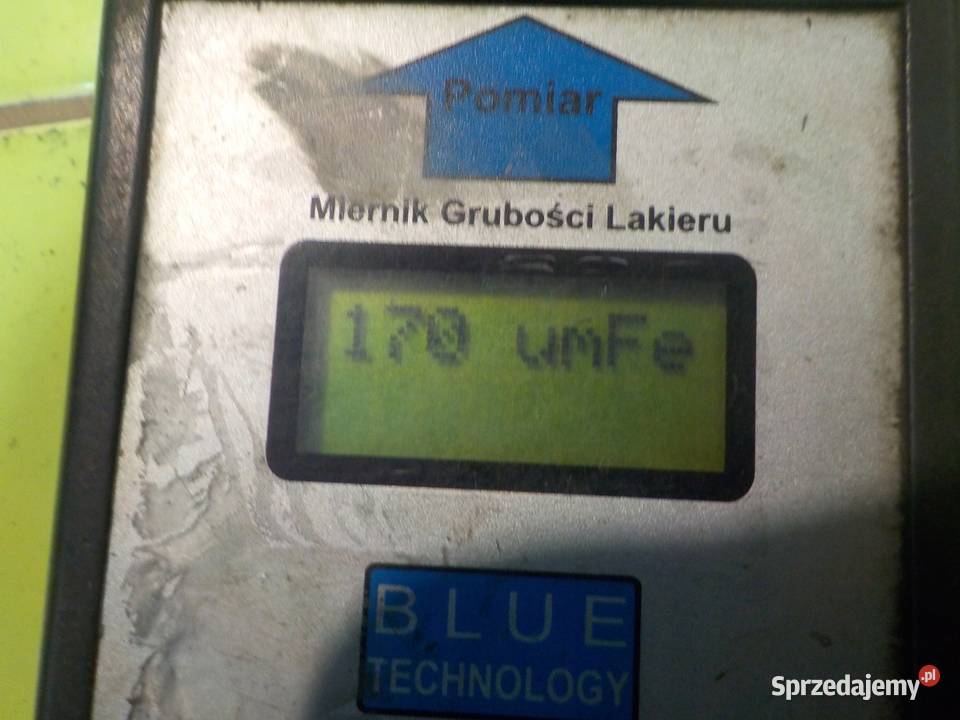 Pomiar
Miernik Grubości Lakieru
170 umFe
BLUE
TECHNOLOGY
Sprzedajemy.pl